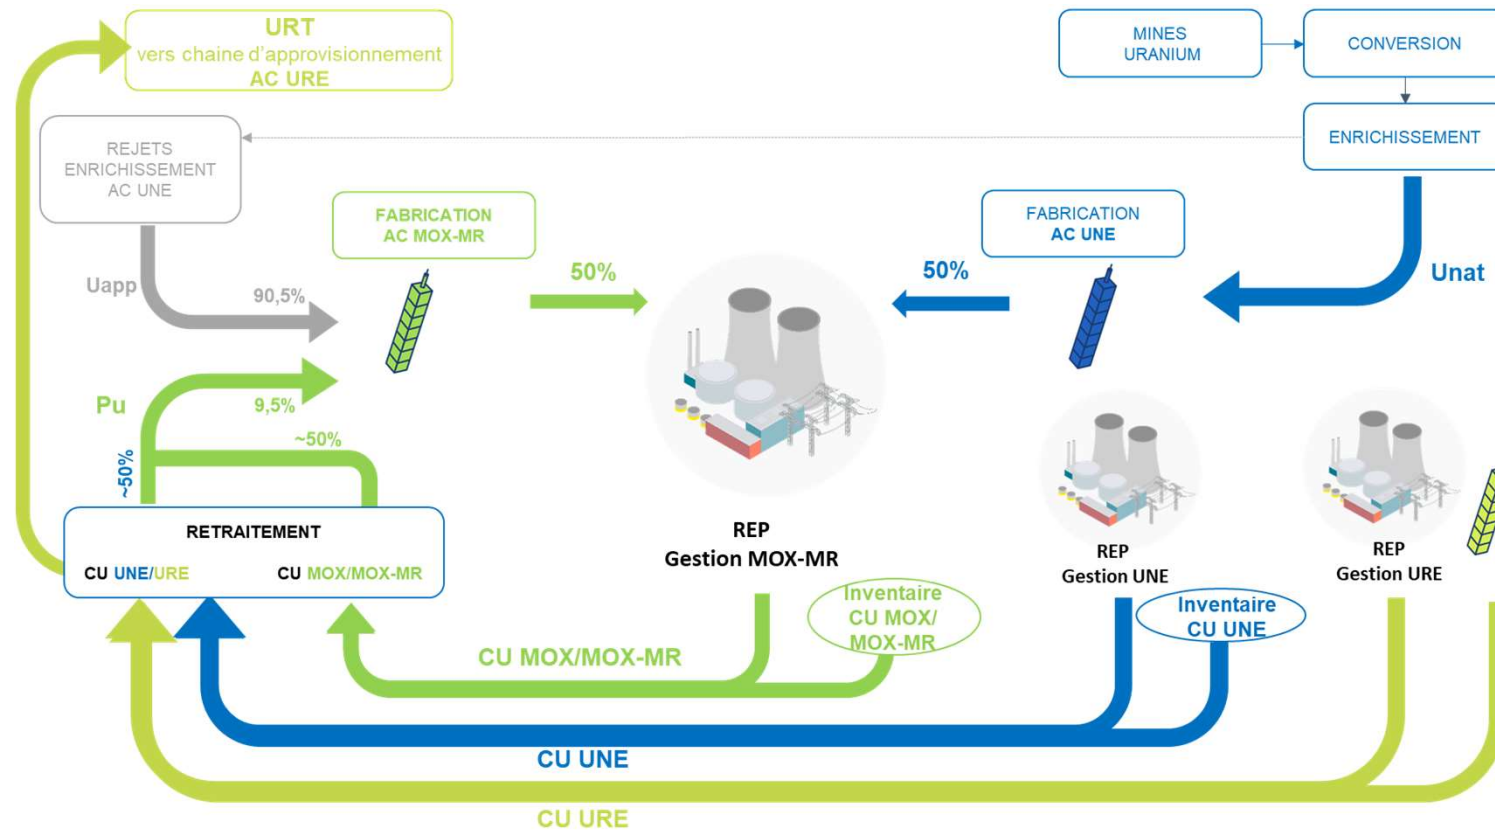 URT
vers chaine d'approvisionnement
AC URE
MINES
URANIUM
CONVERSION
ENRICHISSEMENT
REJETS
ENRICHISSEMENT
AC UNE
FABRICATION
AC MOX-MR
FABRICATION
AC UNE
50%
50%
Unat
Uapp
90,5%
Pu
9,5%
~50%
~50%
RETRAITEMENT
CU UNE/URE
CU MOX/MOX-MR
REP
Gestion MOX-MR
REP
Gestion UNE
REP
Gestion URE
Inventaire
CU MOX/
MOX-MR
Inventaire
CU UNE
CU MOX/MOX-MR
CU UNE
CU URE